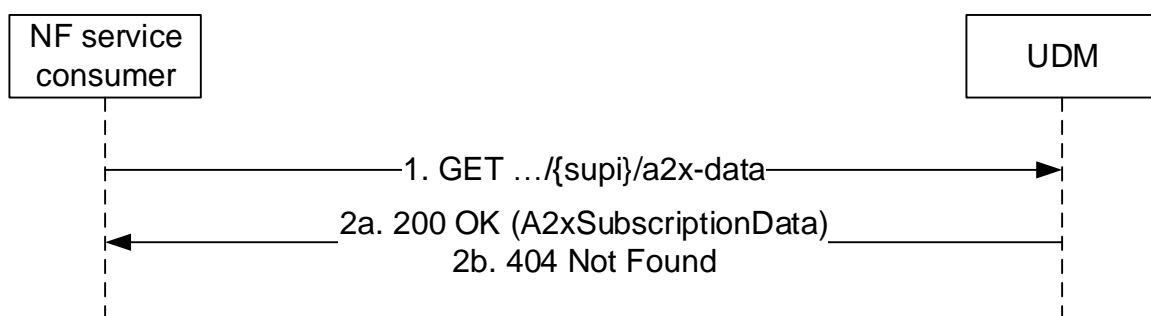 NF service
consumer
UDM
1. GET …/{supi}/a2x-data
2a. 200 OK (A2xSubscriptionData)
2b. 404 Not Found